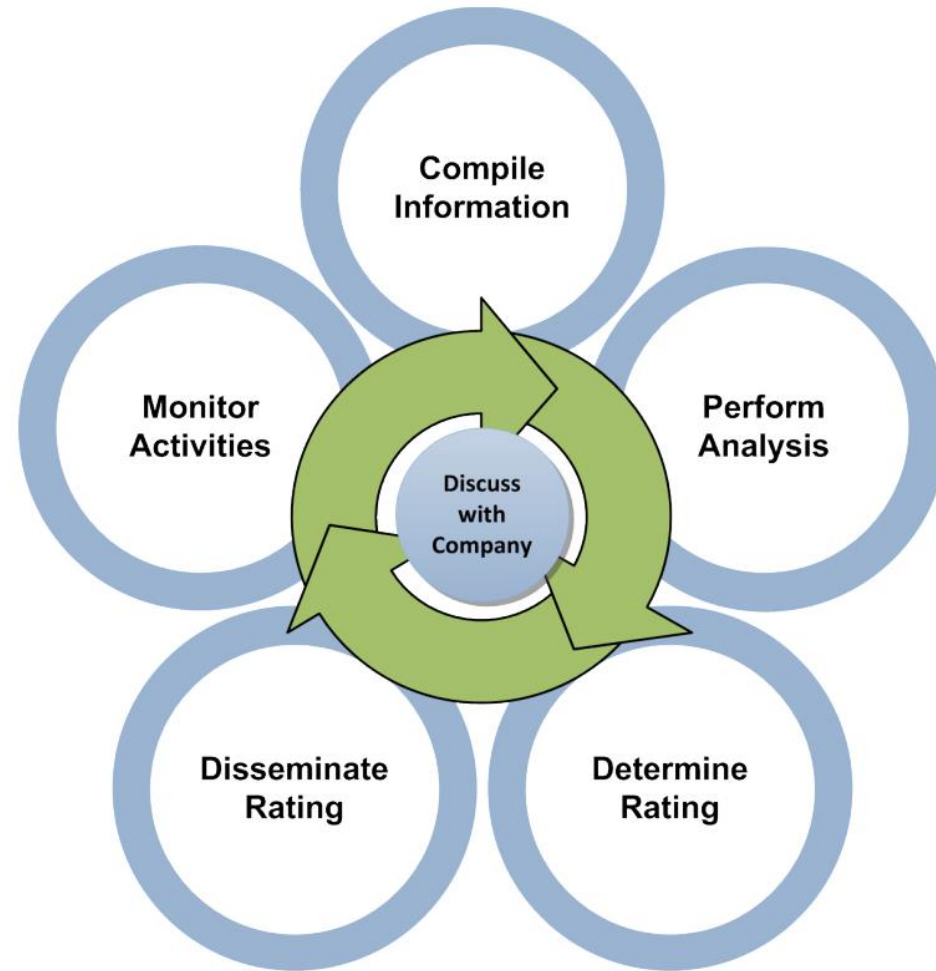 Compile
Information
Perform
Analysis
Determine
Rating
Disseminate
Rating
Monitor
Activities
Discuss
with
Company